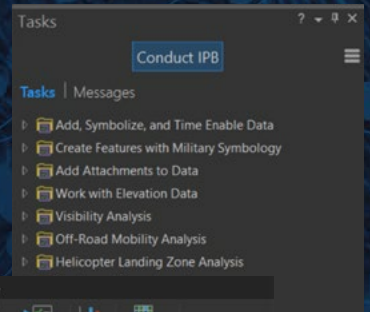 Tasks
Conduct IPB
Tasks | Messages
Add, Symbolize, and Time Enable Data
Create Features with Military Symbology
Add Attachments to Data
Work with Elevation Data
Visibility Analysis
Off-Road Mobility Analysis
Helicopter Landing Zone Analysis